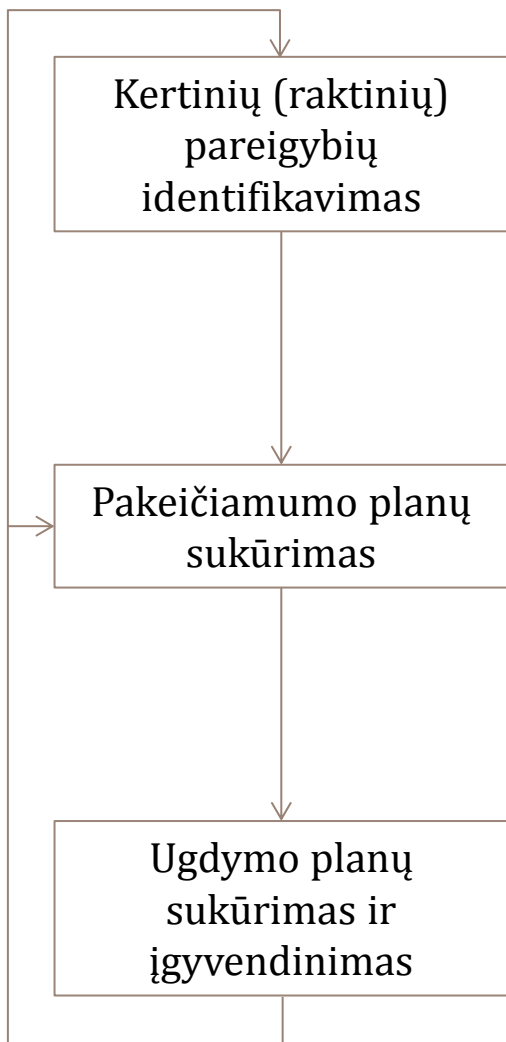 Kertinių (raktinių)
pareigybių
identifikavimas
Pakeičiamumo planų
sukūrimas
Ugdymo planų
sukūrimas ir
įgyvendinimas